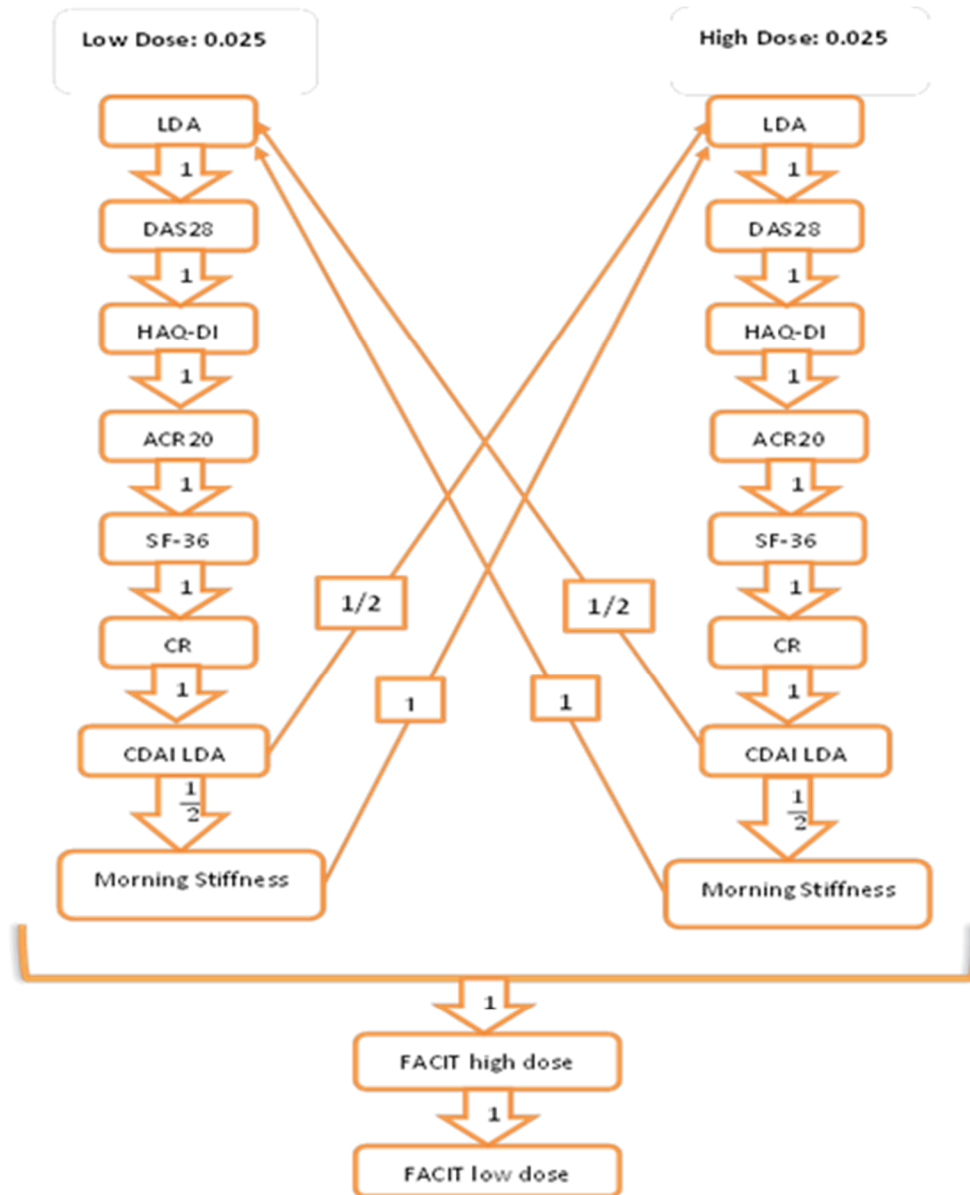 Low Dose: 0.025
High Dose: 0.025
LDA
LDA
1
1
DAS28
DAS28
1
1
HAQ-DI
HAQ-DI
1
1
ACR20
ACR20
1
1
SF-36
SF-36
1
1
1/2
1/2
CR
CR
1
1
1
1
CDAI LDA
CDAI LDA
1/2
1/2
Morning Stiffness
Morning Stiffness
1
FACIT high dose
1
FACIT low dose